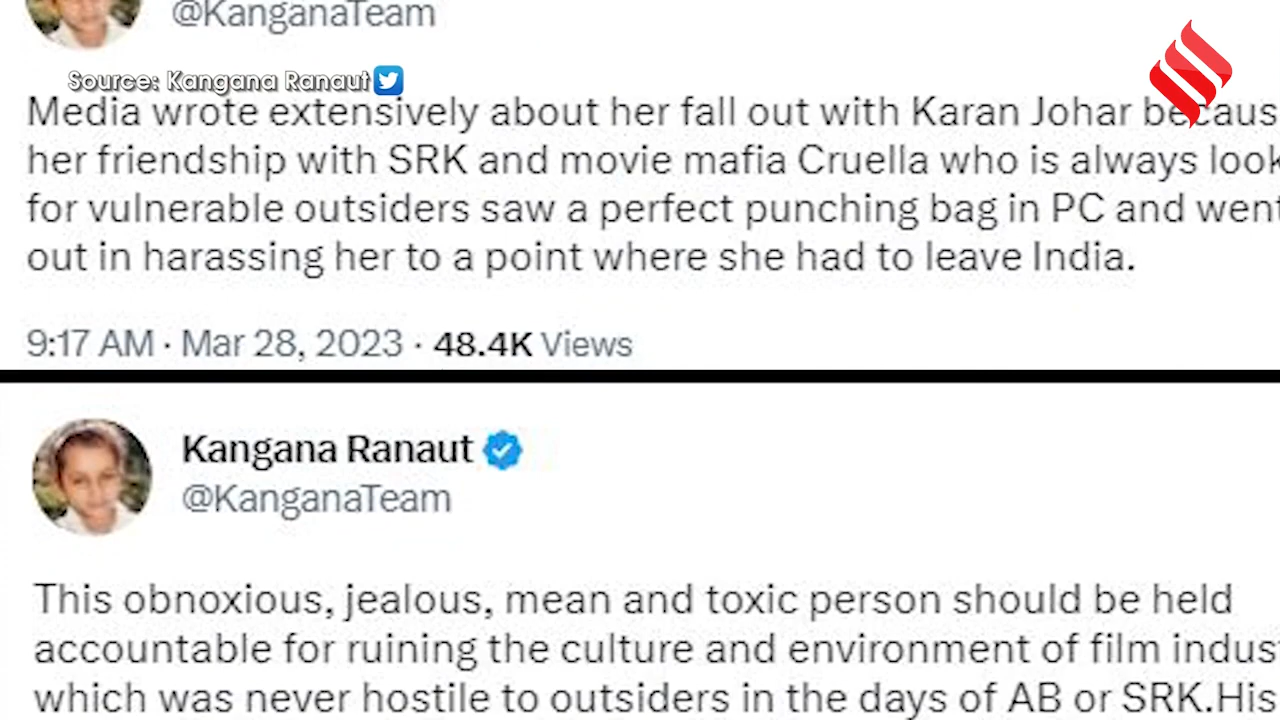 @KanganaTeam
Source: Kangana Ranaut
Media wrote extensively about her fall out with Karan Johar becaus
her friendship with SRK and movie mafia Cruella who is always look
for vulnerable outsiders saw a perfect punching bag in PC and went
out in harassing her to a point where she had to leave India.
9:17 AM · Mar 28, 2023 · 48.4K Views
Kangana Ranaut
@KanganaTeam
This obnoxious, jealous, mean and toxic person should be held
accountable for ruining the culture and environment of film indust
which was never hostile to outsiders in the days of AB or SRK.His